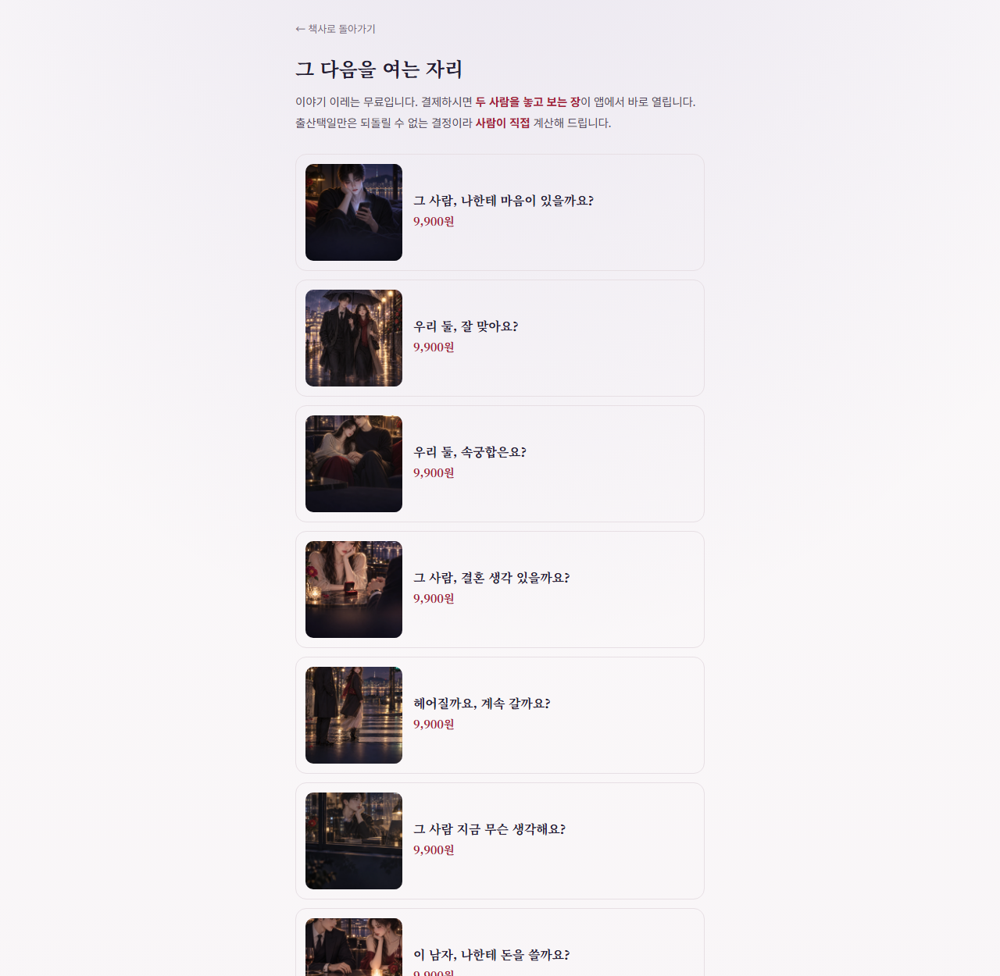 ← 책사로 돌아가기
그 다음을 여는 자리
이야기 이레는 무료입니다. 결제하시면 두 사람을 놓고 보는 장이 앱에서 바로 열립니다.
출산택일만은 되돌릴 수 없는 결정이라 사람이 직접 계산해 드립니다.
그 사람, 나한테 마음이 있을까요?
9,900원
우리 둘, 잘 맞아요?
9,900원
우리 둘, 속궁합은요?
9,900원
그 사람, 결혼 생각 있을까요?
9,900원
헤어질까요, 계속 갈까요?
9,900원
그 사람 지금 무슨 생각해요?
9,900원
이 남자, 나한테 돈을 쓸까요?
9,900원